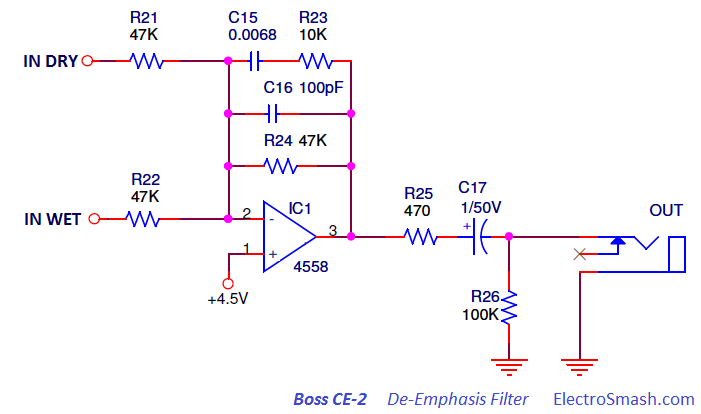 R21
47K
C15
0.0068
R23
10K
IN DRY
C16 100pF
R24 47K
R22
47K
IN WET
2
-
IC1
3
1
+
4558
+4.5V
R25
470
C17
1/50V
+
OUT
R26
100K
Boss CE-2 De-Emphasis Filter ElectroSmash.com